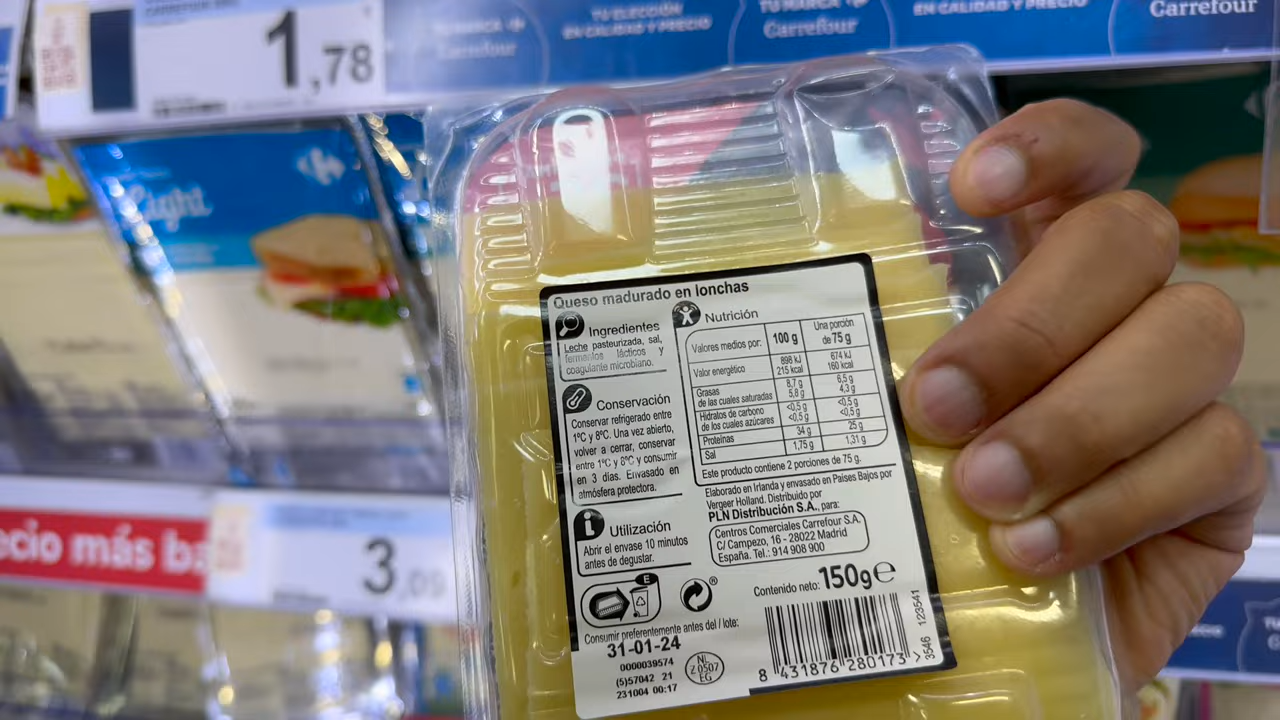 1,78
TU ELECCIÓN
EN CALIDAD Y PRECIO
TU MARCA
Carrefour
EN CALIDAD Y PRECIO
Carrefour
Carrefour
light
Queso madurado en lonchas
Ingredientes
Leche pasteurizada, sal,
fermentos lácticos y
coagulante microbiano.
Conservación
Conservar refrigerado entre
1ºC y 8ºC. Una vez abierto,
volver a cerrar, conservar
entre 1ºC y 8ºC y consumir
en 3 días. Envasado en
atmósfera protectora.
Utilización
Abrir el envase 10 minutos
antes de degustar.
E
Nutrición
Valores medios por: 100 g Una porción de 75 g
Valor energético 898 kJ 215 kcal 674 kJ 160 kcal
Grasas 8,7 g 6,5 g
de las cuales saturadas 5,8 g 4,3 g
Hidratos de carbono <0,5 g <0,5 g
de los cuales azúcares <0,5 g <0,5 g
Proteínas 34 g 25 g
Sal 1,75 g 1,31 g
Este producto contiene 2 porciones de 75 g.
Elaborado en Irlanda y envasado en Países Bajos por
Vergeer Holland. Distribuido por
PLN Distribución S.A., para:
Centros Comerciales Carrefour S.A.
C/ Campezo, 16 - 28022 Madrid
España. Tel.: 914 908 900
Contenido neto: 150g e
Consumir preferentemente antes del / lote:
31-01-24
0000039574
(5)57042 21
231004 00:17
NL
Z 0507
EG
8 431876 280173 >
3546 123541
ecio más ba
3,09